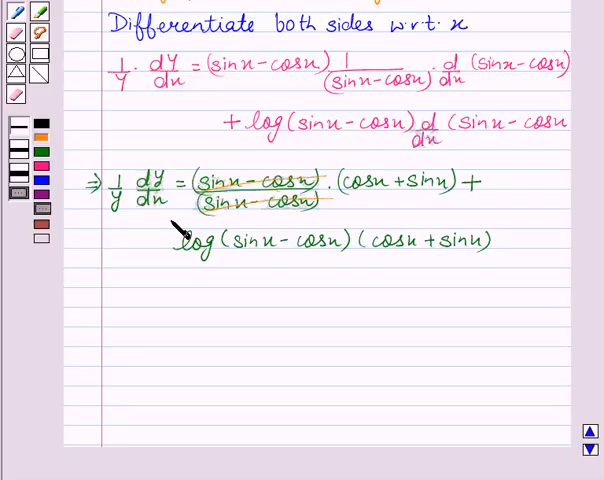 Differentiate both sides w.r.t. x
1/y · dy/dx = (sinx-cosx) 1/(sinx-cosx) · d/dx (sinx-cosx)
+ log(sinx-cosx) d/dx (sinx-cosx
⇒ 1/y dy/dx = (sinx-cosx)/(sinx-cosx) · (cosx+sinx) +
log(sinx-cosx)(cosx+sinx)